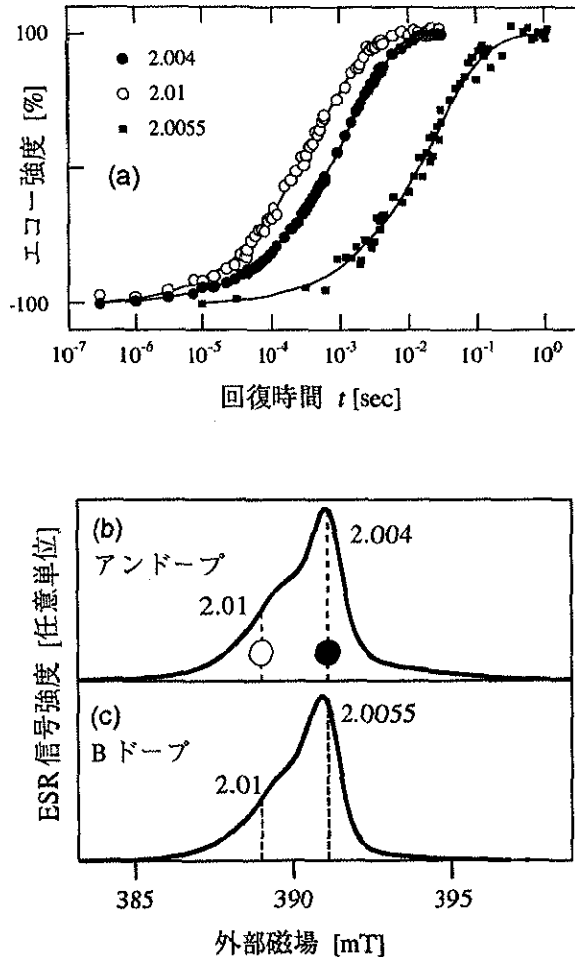 100
-100
エコー強度 [%]
● 2.004
○ 2.01
■ 2.0055
(a)
10⁻⁷ 10⁻⁶ 10⁻⁵ 10⁻⁴ 10⁻³ 10⁻² 10⁻¹ 10⁰
回復時間 t [sec]
ESR 信号強度 [任意単位]
(b)
アンドープ
2.004
2.01
(c)
B ドープ
2.0055
2.01
385 390 395
外部磁場 [mT]